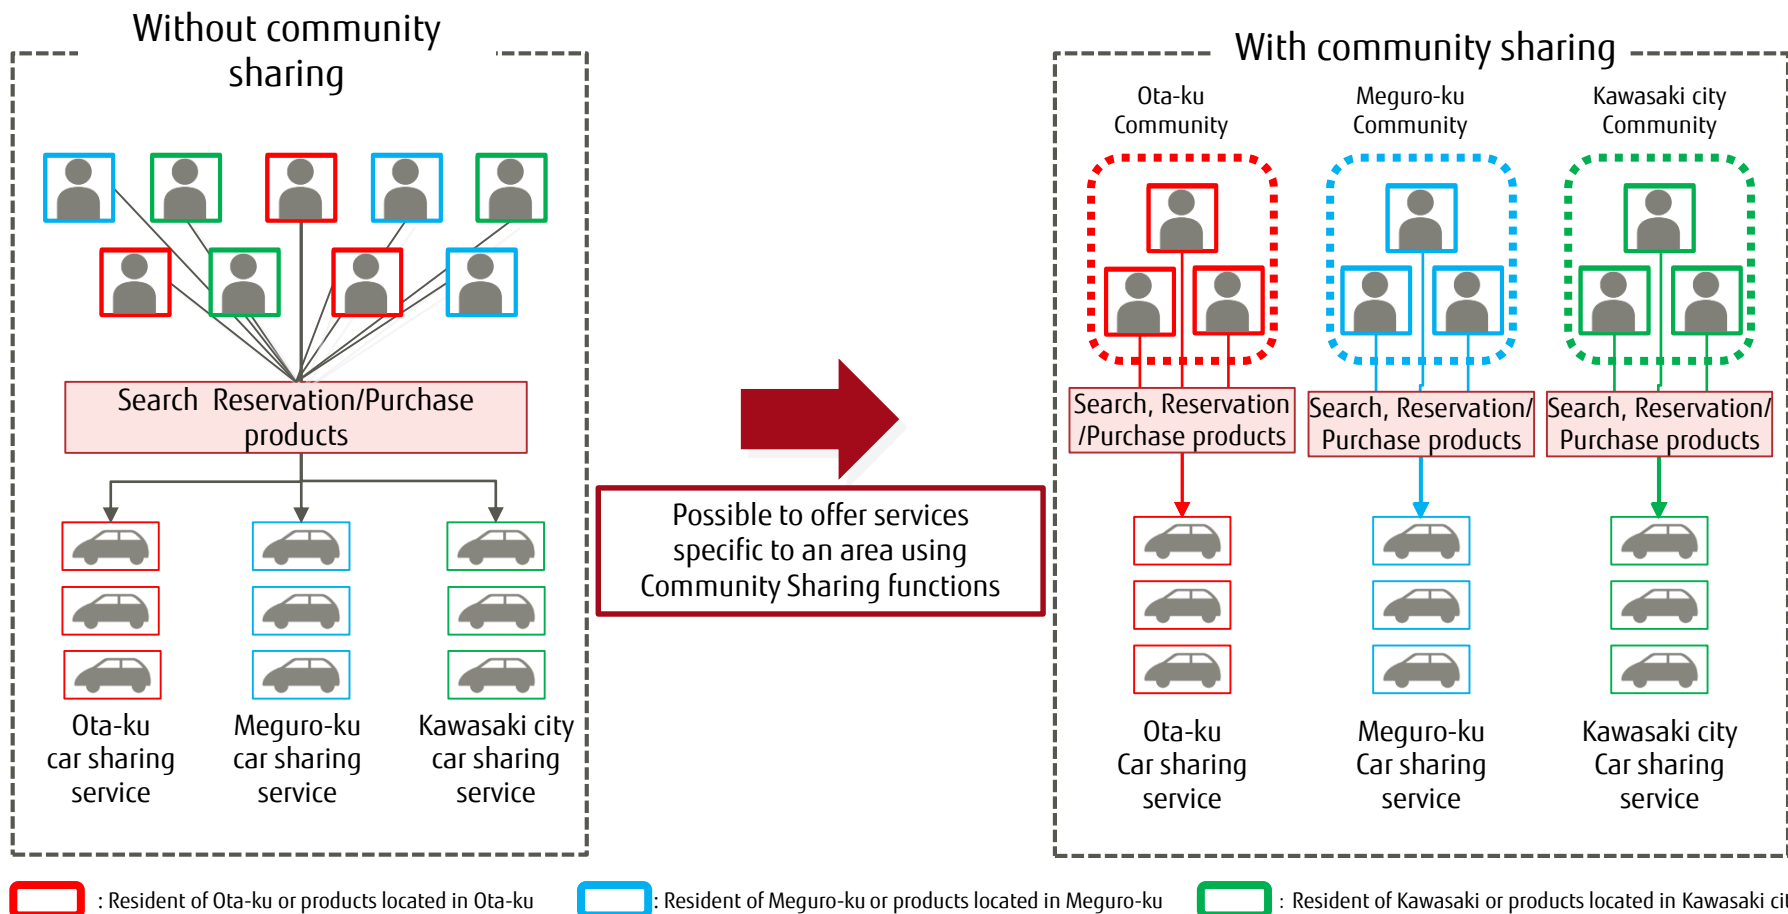 Without community
sharing
Search  Reservation/Purchase
products
Ota-ku
car sharing
service
Meguro-ku
car sharing
service
Kawasaki city
car sharing
service
Possible to offer services
specific to an area using
Community Sharing functions
With community sharing
Ota-ku
Community
Meguro-ku
Community
Kawasaki city
Community
Search, Reservation
/Purchase products
Search, Reservation/
Purchase products
Search, Reservation/
Purchase products
Ota-ku
Car sharing
service
Meguro-ku
Car sharing
service
Kawasaki city
Car sharing
service
: Resident of Ota-ku or products located in Ota-ku
: Resident of Meguro-ku or products located in Meguro-ku
: Resident of Kawasaki or products located in Kawasaki cit